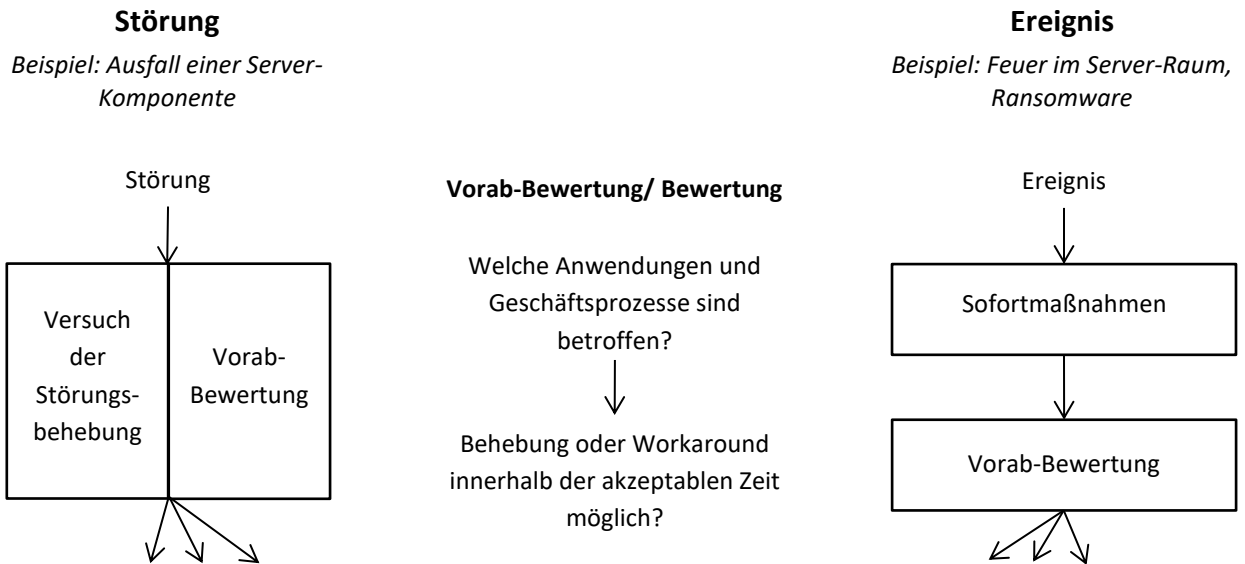 Störung
Beispiel: Ausfall einer Server-
Komponente
Störung
Versuch
der
Störungs-
behebung
Vorab-
Bewertung
Vorab-Bewertung/ Bewertung
Welche Anwendungen und
Geschäftsprozesse sind
betroffen?
Behebung oder Workaround
innerhalb der akzeptablen Zeit
möglich?
Ereignis
Beispiel: Feuer im Server-Raum,
Ransomware
Ereignis
Sofortmaßnahmen
Vorab-Bewertung